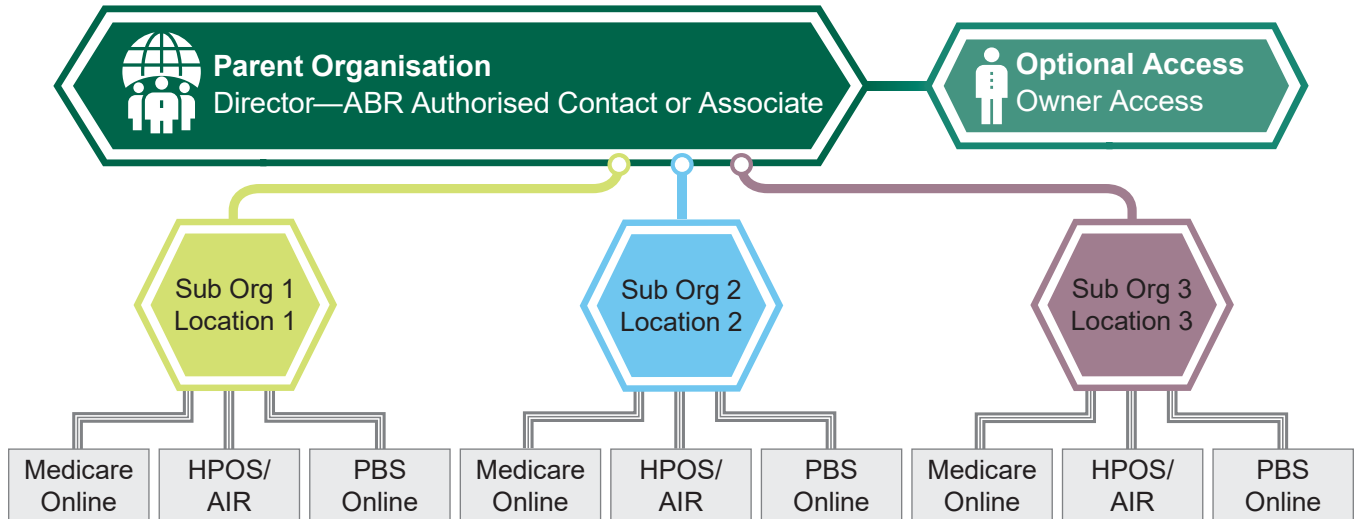 Parent Organisation
Director—ABR Authorised Contact or Associate
Optional Access
Owner Access
Sub Org 1
Location 1
Sub Org 2
Location 2
Sub Org 3
Location 3
Medicare
Online
HPOS/
AIR
PBS
Online
Medicare
Online
HPOS/
AIR
PBS
Online
Medicare
Online
HPOS/
AIR
PBS
Online